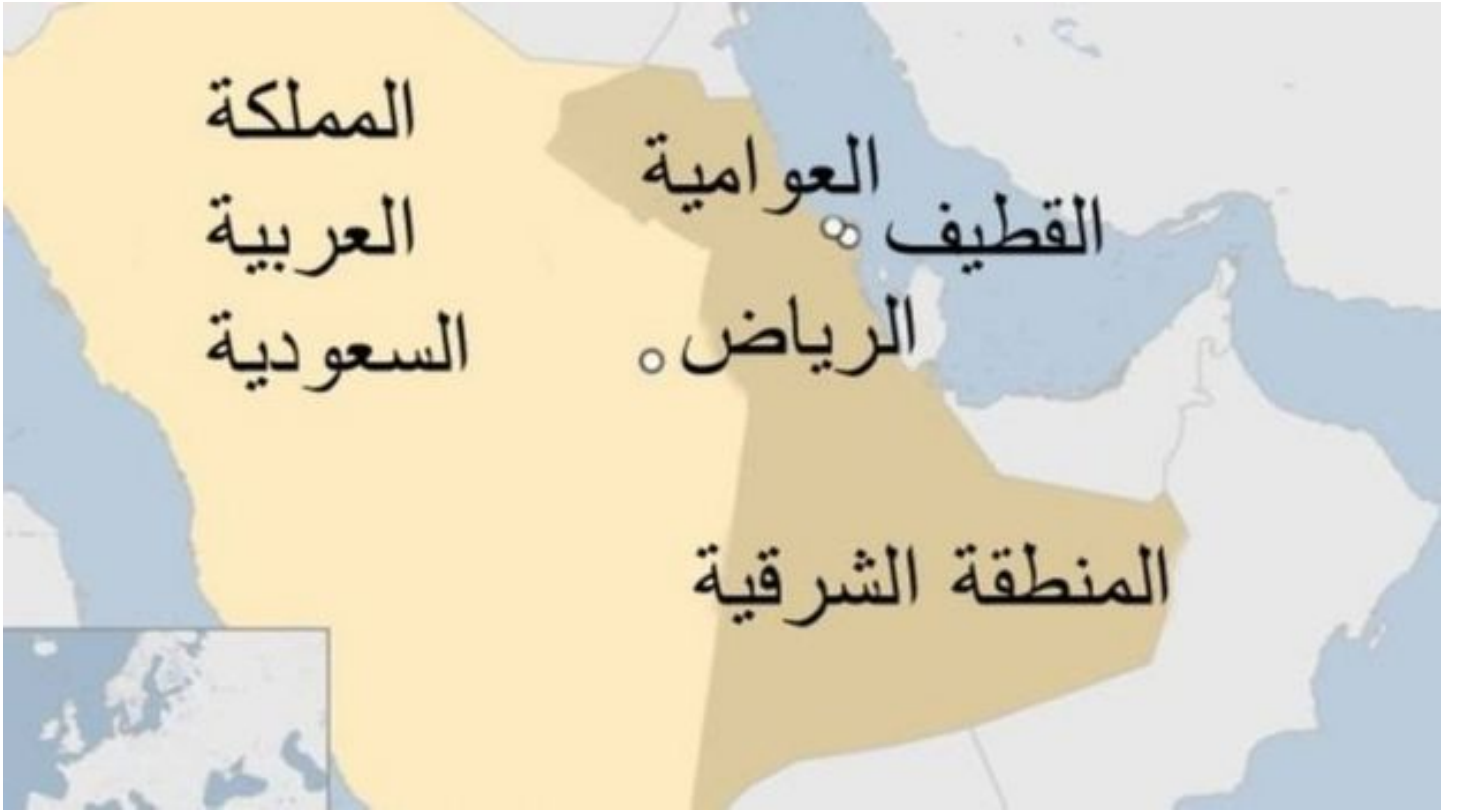 المملكة
العربية
السعودية
العوامية
القطيف
الرياض
المنطقة الشرقية